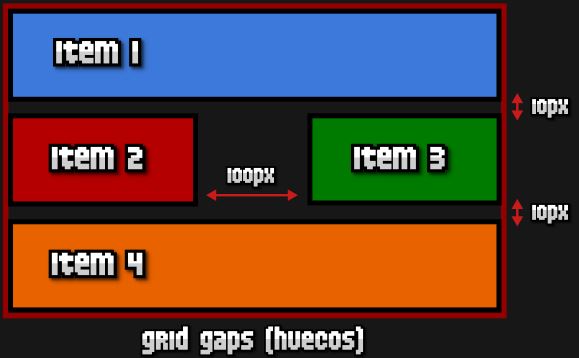 Item 1
10px
Item 2
100px
Item 3
10px
Item 4
grid gaps (huecos)